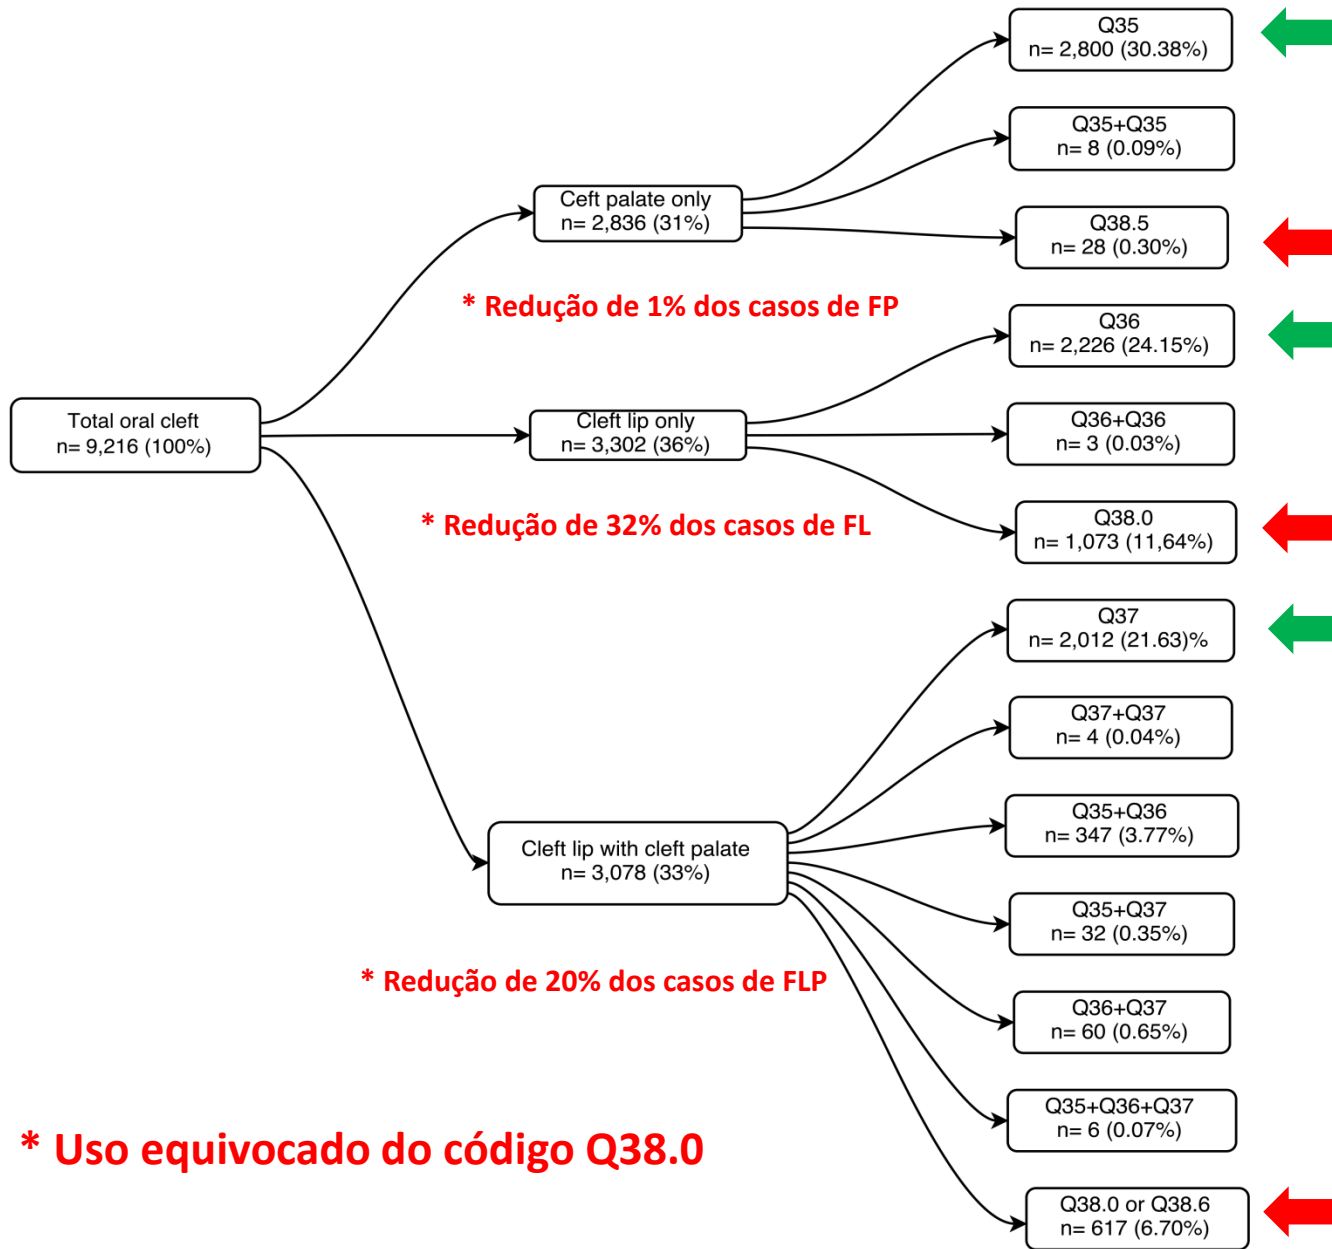 Q35
n= 2,800 (30.38%)
Q35+Q35
n= 8 (0.09%)
Ceft palate only
n= 2,836 (31%)
Q38.5
n= 28 (0.30%)
* Redução de 1% dos casos de FP
Q36
n= 2,226 (24.15%)
Total oral cleft
n= 9,216 (100%)
Cleft lip only
n= 3,302 (36%)
Q36+Q36
n= 3 (0.03%)
* Redução de 32% dos casos de FL
Q38.0
n= 1,073 (11,64%)
Q37
n= 2,012 (21.63)%
Q37+Q37
n= 4 (0.04%)
Q35+Q36
n= 347 (3.77%)
Cleft lip with cleft palate
n= 3,078 (33%)
Q35+Q37
n= 32 (0.35%)
* Redução de 20% dos casos de FLP
Q36+Q37
n= 60 (0.65%)
Q35+Q36+Q37
n= 6 (0.07%)
* Uso equivocado do código Q38.0
Q38.0 or Q38.6
n= 617 (6.70%)